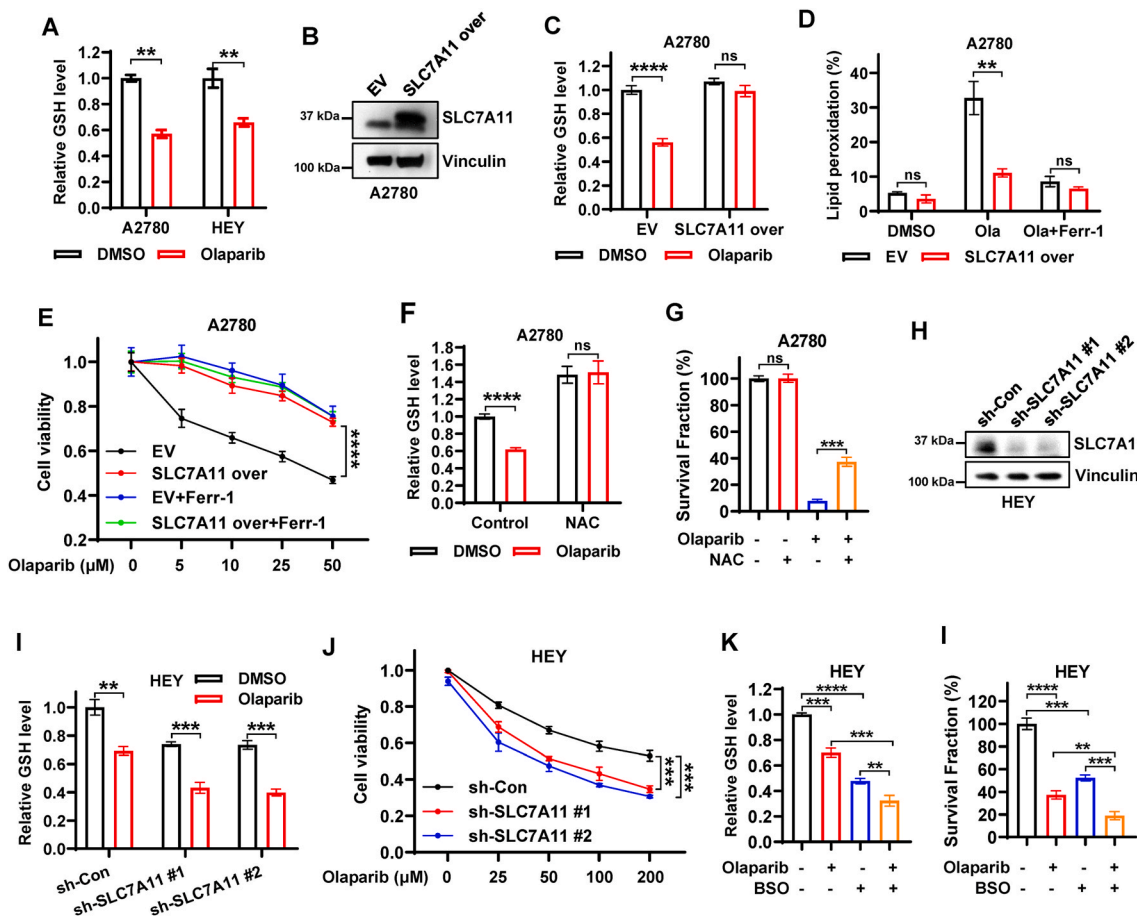 A
Relative GSH level
1.2
1.0
0.8
0.6
0.4
0.2
0.0
**
**
A2780
HEY
DMSO
Olaparib
B
EV
SLC7A11 over
37 kDa
SLC7A11
100 kDa
Vinculin
A2780
C
A2780
Relative GSH level
1.4
1.2
1.0
0.8
0.6
0.4
0.2
0.0
****
ns
EV
SLC7A11 over
DMSO
Olaparib
D
A2780
Lipid peroxidation (%)
40
30
20
10
0
ns
**
ns
DMSO
Ola
Ola+Ferr-1
EV
SLC7A11 over
E
A2780
Cell viability
1.2
1.0
0.8
0.6
0.4
0.2
****
EV
SLC7A11 over
EV+Ferr-1
SLC7A11 over+Ferr-1
Olaparib (µM)
0
5
10
25
50
F
A2780
Relative GSH level
1.8
1.6
1.4
1.2
1.0
0.8
0.6
0.4
0.2
0.0
****
ns
Control
NAC
DMSO
Olaparib
G
A2780
Survival Fraction (%)
120
100
80
60
40
20
0
ns
***
Olaparib - - + +
NAC - + - +
H
sh-Con
sh-SLC7A11 #1
sh-SLC7A11 #2
37 kDa
SLC7A1
100 kDa
Vinculin
HEY
I
HEY
Relative GSH level
1.2
1.0
0.8
0.6
0.4
0.2
0.0
**
***
***
DMSO
Olaparib
sh-Con
sh-SLC7A11 #1
sh-SLC7A11 #2
J
HEY
Cell viability
1.0
0.8
0.6
0.4
0.2
0.0
***
***
sh-Con
sh-SLC7A11 #1
sh-SLC7A11 #2
Olaparib (µM)
0
25
50
100
200
K
HEY
Relative GSH level
1.2
1.0
0.8
0.6
0.4
0.2
0.0
****
***
***
**
Olaparib - + - +
BSO - - + +
I
HEY
Survival Fraction (%)
120
100
80
60
40
20
0
****
***
**
***
Olaparib - + - +
BSO - - + +